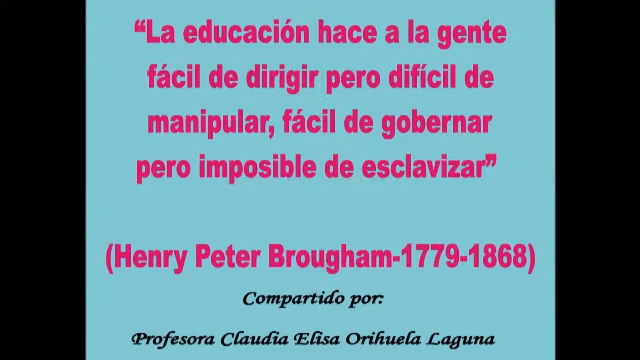 “La educación hace a la gente
fácil de dirigir pero difícil de
manipular, fácil de gobernar
pero imposible de esclavizar”
(Henry Peter Brougham-1779-1868)
Compartido por:
Profesora Claudia Elisa Orihuela Laguna